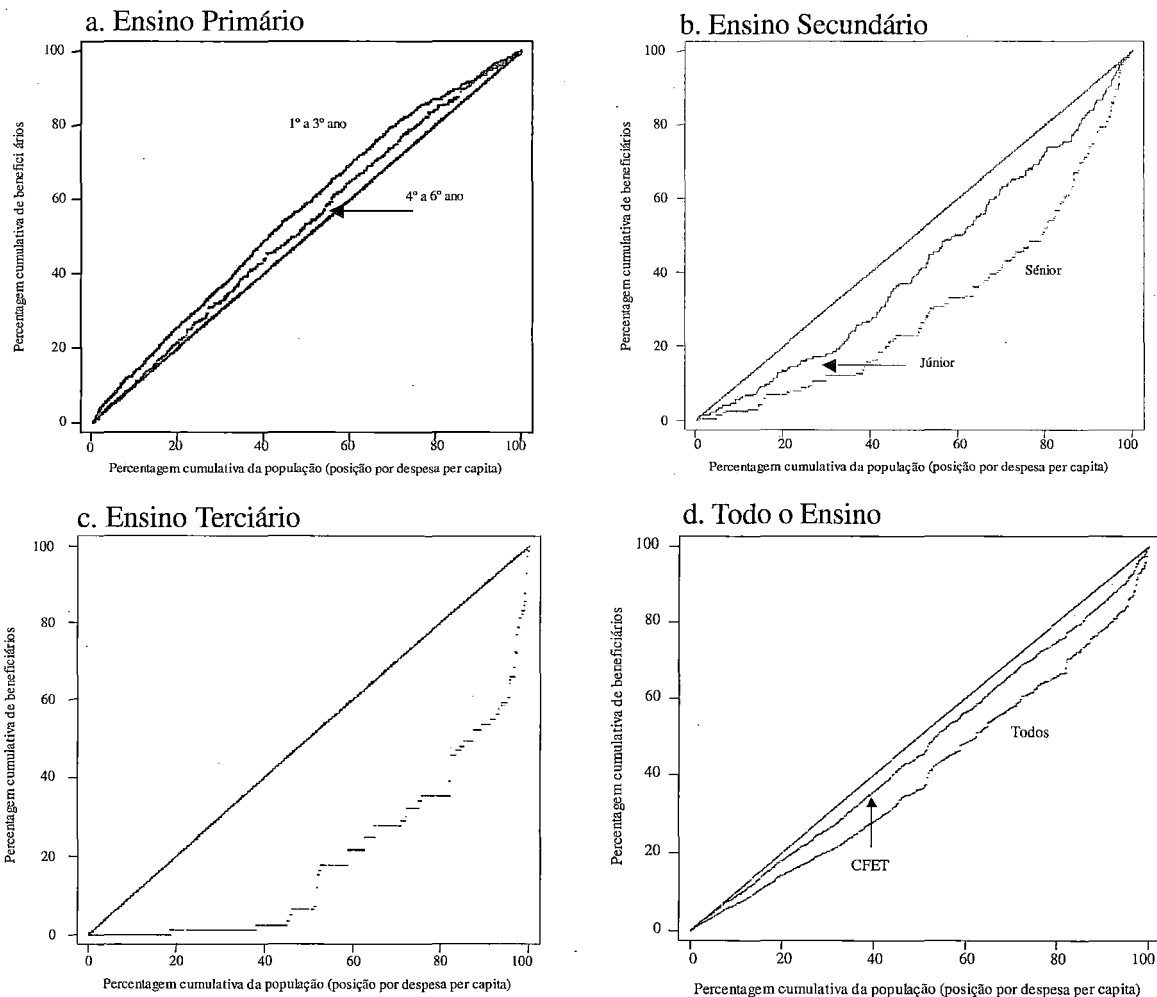 a. Ensino Primário
100
80
60
40
20
0
1º a 3º ano
4º a 6º ano
0 20 40 60 80 100
Percentagem cumulativa de benefici ários
Percentagem cumulativa da população (posição por despesa per capita)
b. Ensino Secundário
100
80
60
40
20
0
Sénior
Júnior
0 20 40 60 80 100
Percentagem cumulativa de beneficiários
Percentagem cumulativa da população (posição por despesa per capita)
c. Ensino Terciário
100
80
60
40
20
0
0 20 40 60 80 100
Percentagem cumulativa de beneficiários
Percentagem cumulativa da população (posição por despesa per capita)
d. Todo o Ensino
100
80
60
40
20
0
Todos
CFET
0 20 40 60 80 100
Percentagem cumulativa de beneficiários
Percentagem cumulativa da população (posição por despesa per capita)